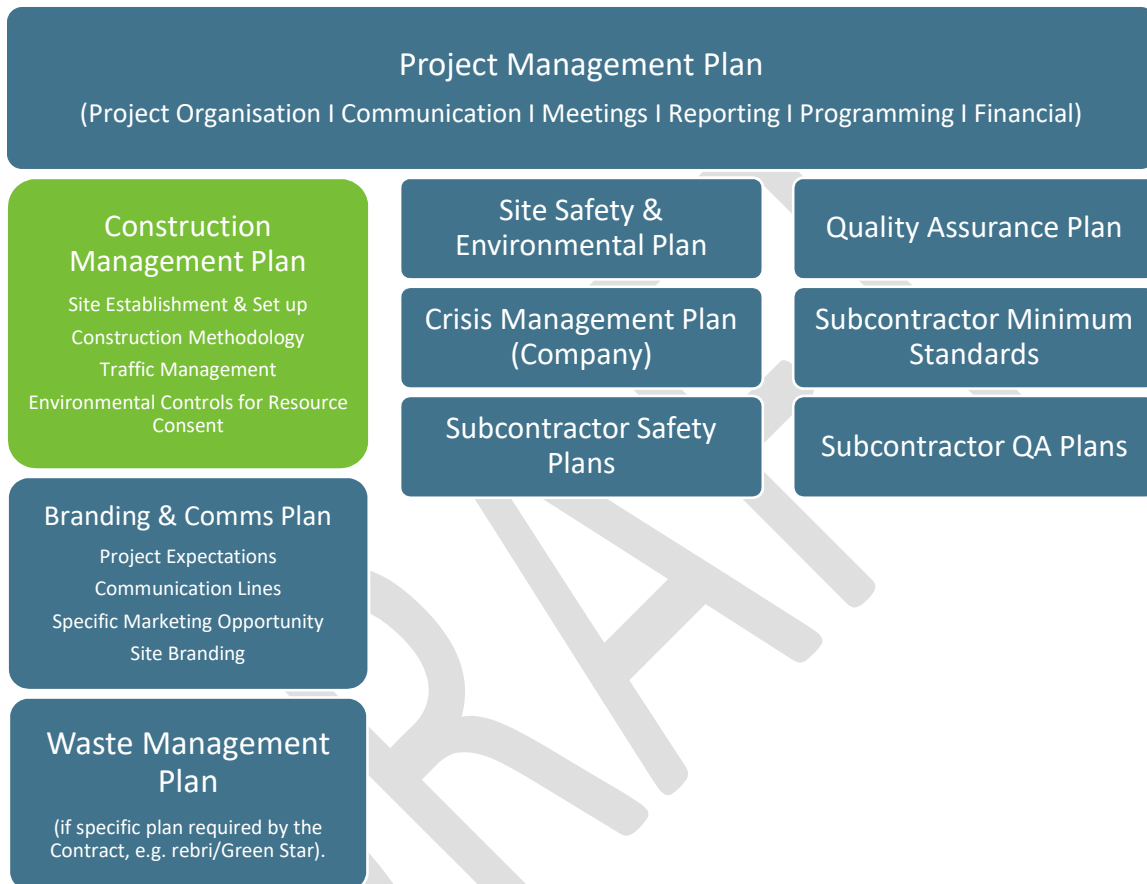 Project Management Plan
(Project Organisation I Communication I Meetings I Reporting I Programming I Financial)
Construction
Management Plan
Site Establishment & Set up
Construction Methodology
Traffic Management
Environmental Controls for Resource
Consent
Branding & Comms Plan
Project Expectations
Communication Lines
Specific Marketing Opportunity
Site Branding
Waste Management
Plan
(if specific plan required by the
Contract, e.g. rebri/Green Star).
Site Safety &
Environmental Plan
Crisis Management Plan
(Company)
Subcontractor Safety
Plans
Quality Assurance Plan
Subcontractor Minimum
Standards
Subcontractor QA Plans
DRAFT